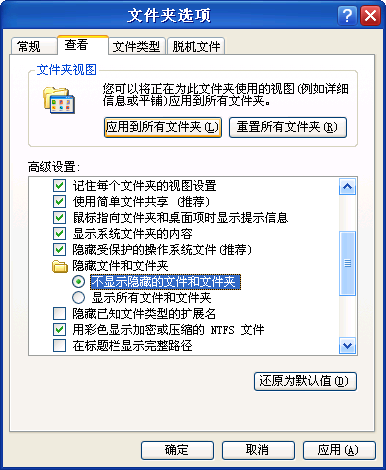 文件夹选项
常规 查看 文件类型 脱机文件
文件夹视图
您可以将正在为此文件夹使用的视图(例如详细
信息或平铺)应用到所有文件夹。
应用到所有文件夹(L) 重置所有文件夹(R)
高级设置:
记住每个文件夹的视图设置
使用简单文件共享 (推荐)
鼠标指向文件夹和桌面项时显示提示信息
显示系统文件夹的内容
隐藏受保护的操作系统文件(推荐)
隐藏文件和文件夹
不显示隐藏的文件和文件夹
显示所有文件和文件夹
隐藏已知文件类型的扩展名
用彩色显示加密或压缩的 NTFS 文件
在标题栏显示完整路径
还原为默认值(D)
确定 取消 应用(A)